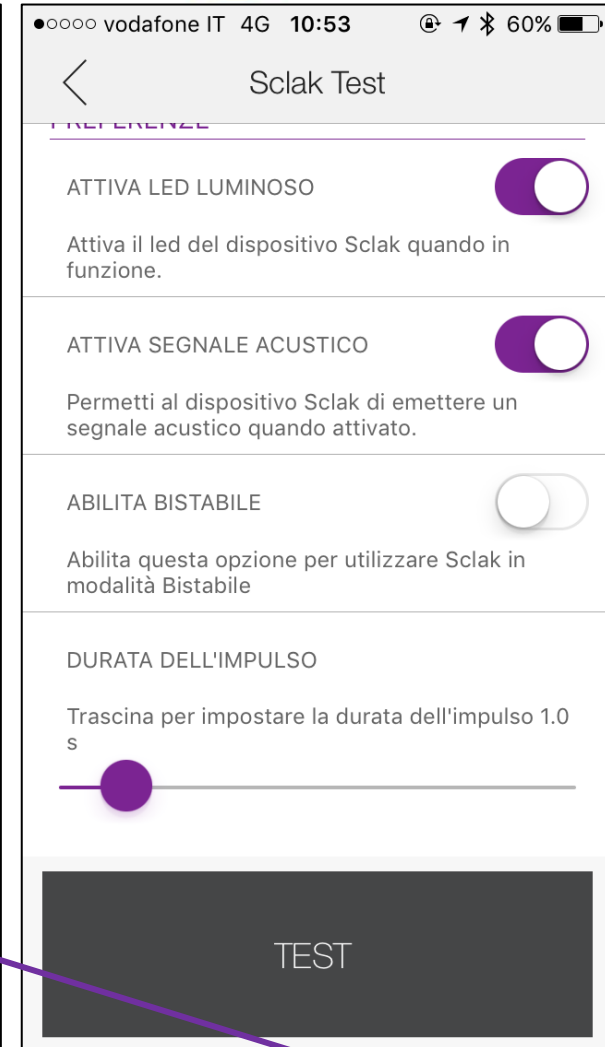 vodafone IT 4G 10:53 60%
Sclak Test
PREFERENZE
ATTIVA LED LUMINOSO
Attiva il led del dispositivo Sclak quando in
funzione.
ATTIVA SEGNALE ACUSTICO
Permetti al dispositivo Sclak di emettere un
segnale acustico quando attivato.
ABILITA BISTABILE
Abilita questa opzione per utilizzare Sclak in
modalità Bistabile
DURATA DELL'IMPULSO
Trascina per impostare la durata dell'impulso 1.0
s
TEST